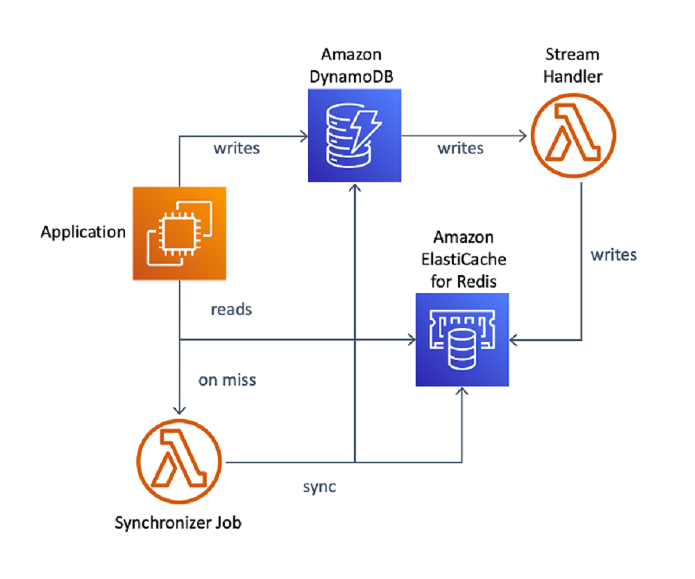 Amazon
DynamoDB
Stream
Handler
writes
writes
Application
Amazon
ElastiCache
for Redis
writes
reads
on miss
sync
Synchronizer Job